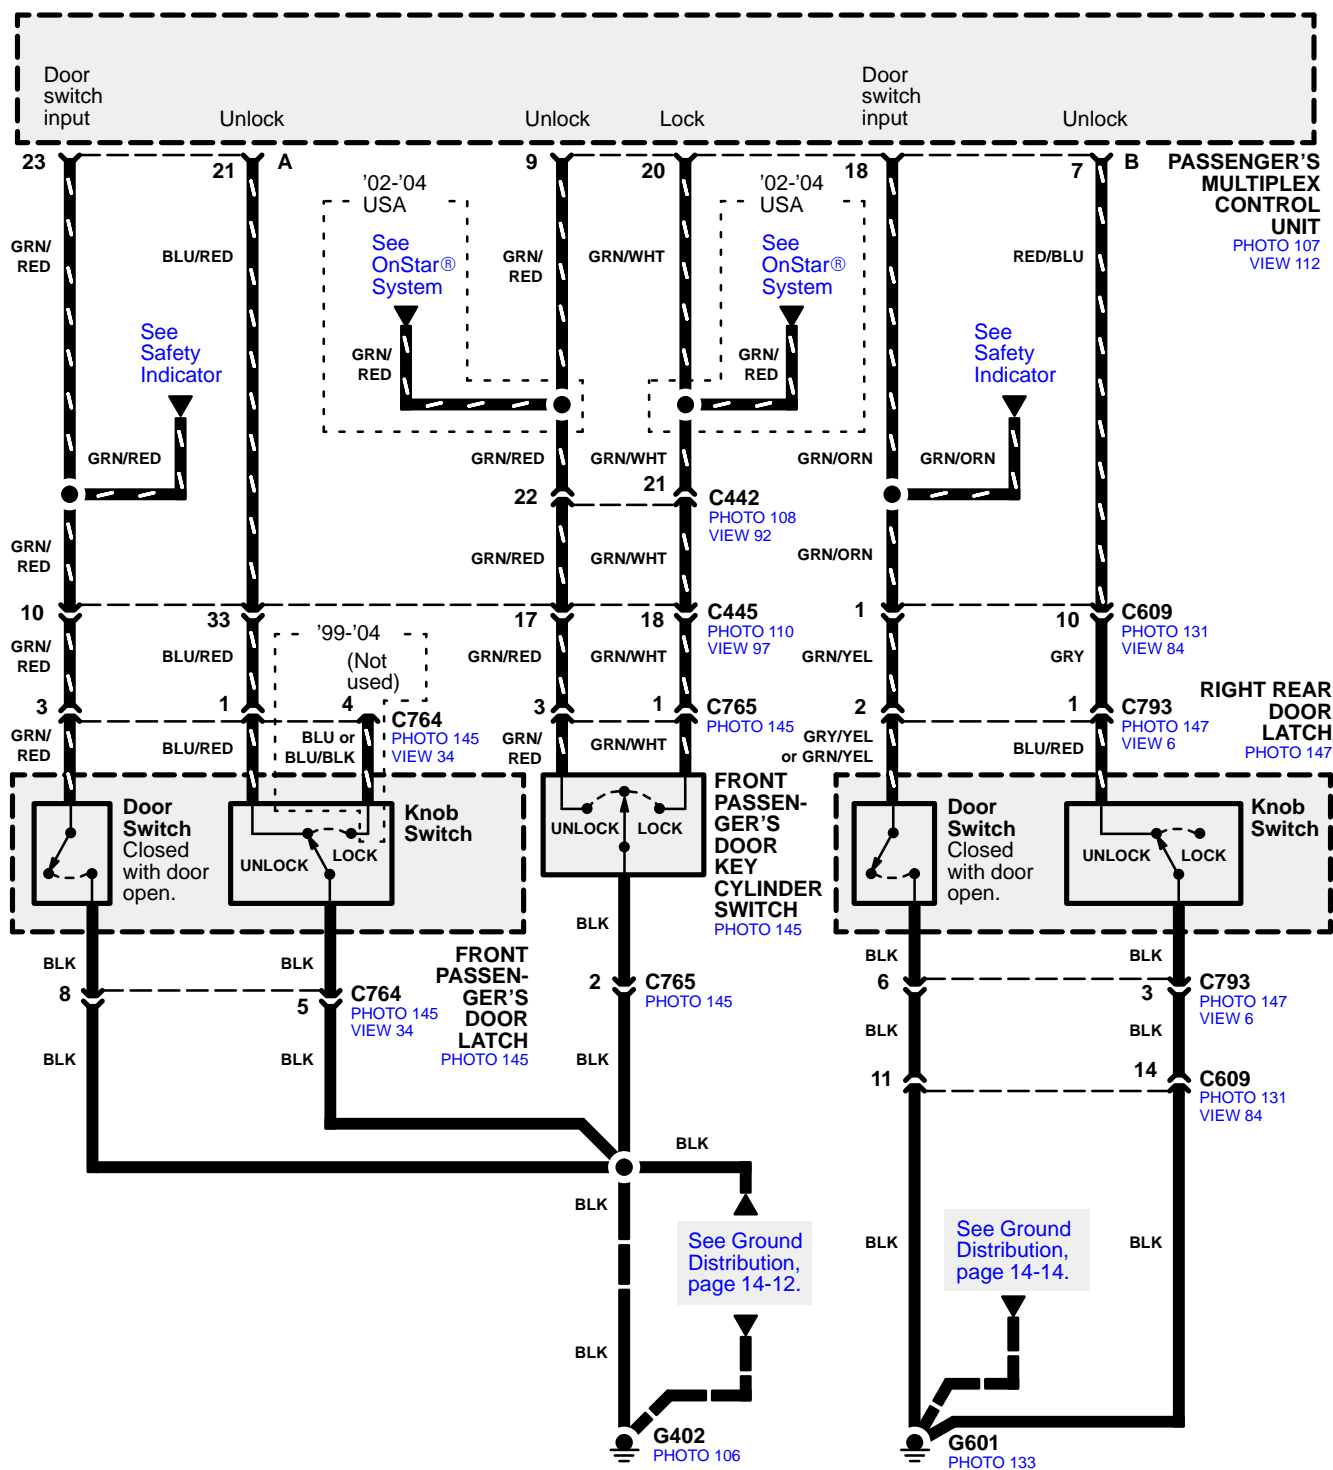 Door
switch
input
Unlock
Unlock
Lock
Door
switch
input
Unlock
23
21
A
9
20
18
7
B
PASSENGER'S
MULTIPLEX
CONTROL
UNIT
PHOTO 107
VIEW 112
'02-'04
USA
'02-'04
USA
GRN/
RED
BLU/RED
See
OnStar®
System
GRN/
RED
GRN/WHT
See
OnStar®
System
RED/BLU
See
Safety
Indicator
GRN/
RED
GRN/
RED
See
Safety
Indicator
GRN/RED
GRN/RED
GRN/WHT
GRN/ORN
GRN/ORN
22
21
C442
PHOTO 108
VIEW 92
GRN/
RED
GRN/RED
GRN/WHT
GRN/ORN
10
33
17
18
C445
PHOTO 110
VIEW 97
1
10
C609
PHOTO 131
VIEW 84
'99-'04
(Not
used)
GRN/
RED
BLU/RED
GRN/RED
GRN/WHT
GRN/YEL
GRY
3
1
4
C764
PHOTO 145
VIEW 34
3
1
C765
PHOTO 145
2
1
C793
PHOTO 147
VIEW 6
RIGHT REAR
DOOR
LATCH
PHOTO 147
GRN/
RED
BLU/RED
BLU or
BLU/BLK
GRN/
RED
GRN/WHT
GRY/YEL
or GRN/YEL
BLU/RED
Door
Switch
Closed
with door
open.
UNLOCK
LOCK
Knob
Switch
UNLOCK
LOCK
FRONT
PASSEN-
GER'S
DOOR
KEY
CYLINDER
SWITCH
PHOTO 145
Door
Switch
Closed
with door
open.
UNLOCK
LOCK
Knob
Switch
BLK
BLK
FRONT
PASSEN-
GER'S
DOOR
LATCH
PHOTO 145
BLK
BLK
BLK
8
5
C764
PHOTO 145
VIEW 34
2
C765
PHOTO 145
6
3
C793
PHOTO 147
VIEW 6
BLK
BLK
BLK
BLK
BLK
11
14
C609
PHOTO 131
VIEW 84
BLK
BLK
See Ground
Distribution,
page 14-12.
BLK
See Ground
Distribution,
page 14-14.
BLK
BLK
G402
PHOTO 106
G601
PHOTO 133